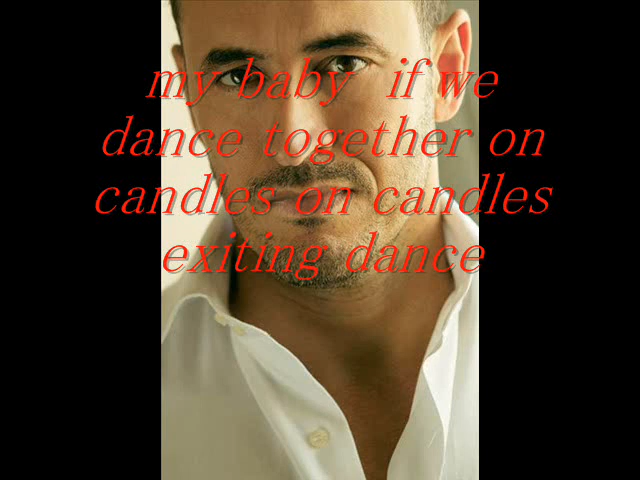 my baby  if we
dance together on
candles on candles
exiting dance